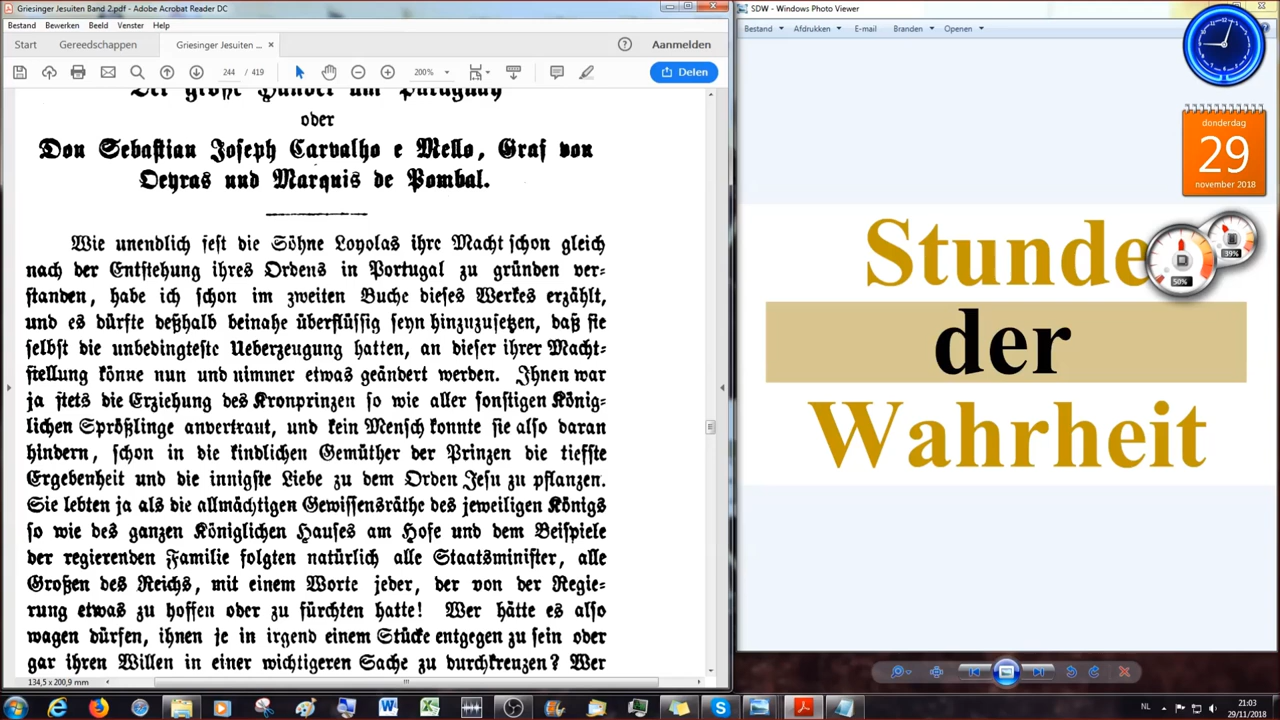 Griesinger Jesuiten Band 2.pdf - Adobe Acrobat Reader DC
Bestand Bewerken Beeld Venster Help
Start Gereedschappen Griesinger Jesuiten ... × Aanmelden
244 / 419 200% Delen
Der große Handel um Paraguay
oder
Don Sebastian Joseph Carvalho e Mello, Graf von
Oeyras und Marquis de Pombal.
Wie unendlich fest die Söhne Loyolas ihre Macht schon gleich
nach der Entstehung ihres Ordens in Portugal zu gründen ver-
standen, habe ich schon im zweiten Buche dieses Werkes erzählt,
und es dürfte deßhalb beinahe überflüssig seyn hinzuzusetzen, daß sie
selbst die unbedingteste Ueberzeugung hatten, an dieser ihrer Macht-
stellung könne nun und nimmer etwas geändert werden. Ihnen war
ja stets die Erziehung des Kronprinzen so wie aller sonstigen König-
lichen Sprößlinge anvertraut, und kein Mensch konnte sie also daran
hindern, schon in die kindlichen Gemüther der Prinzen die tiefste
Ergebenheit und die innigste Liebe zu dem Orden Jesu zu pflanzen.
Sie lebten ja als die allmächtigen Gewissensräthe des jeweiligen Königs
so wie des ganzen Königlichen Hauses am Hofe und dem Beispiele
der regierenden Familie folgten natürlich alle Staatsminister, alle
Großen des Reichs, mit einem Worte jeder, der von der Regie-
rung etwas zu hoffen oder zu fürchten hatte! Wer hätte es also
wagen dürfen, ihnen je in irgend einem Stücke entgegen zu sein oder
gar ihren Willen in einer wichtigeren Sache zu durchkreuzen? Wer
134,5 x 200,9 mm
SDW - Windows Photo Viewer
Bestand Afdrukken E-mail Branden Openen
donderdag
29
november 2018
39%
50%
Stunde
der
Wahrheit
NL
21:03
29/11/2018